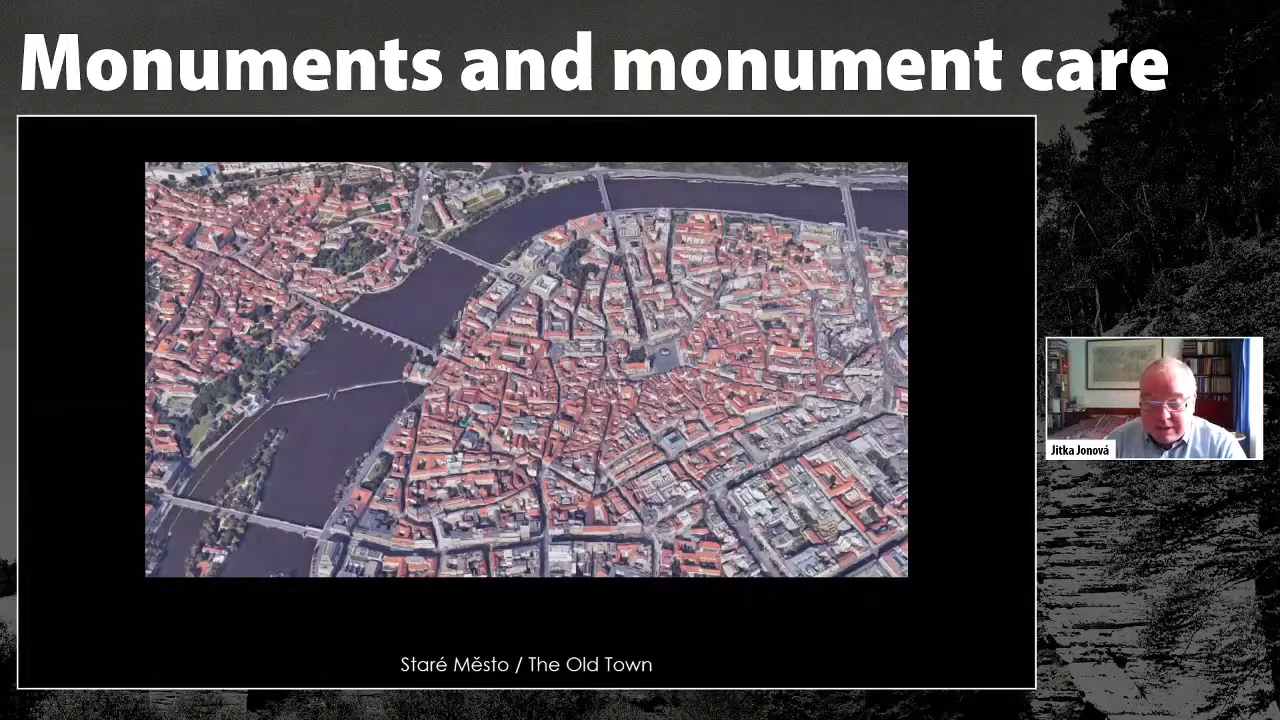 Monuments and monument care
Jitka Jonová
Staré Město / The Old Town